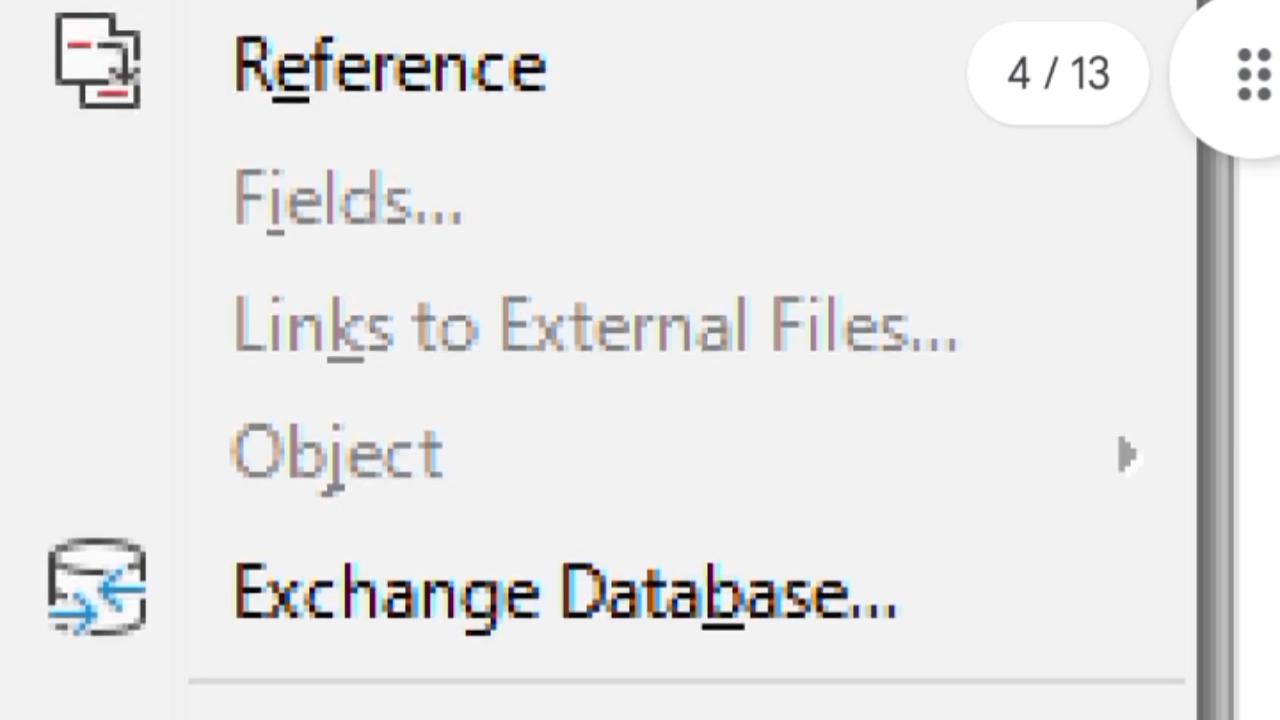 Reference
4 / 13
Fields...
Links to External Files...
Object
Exchange Database...